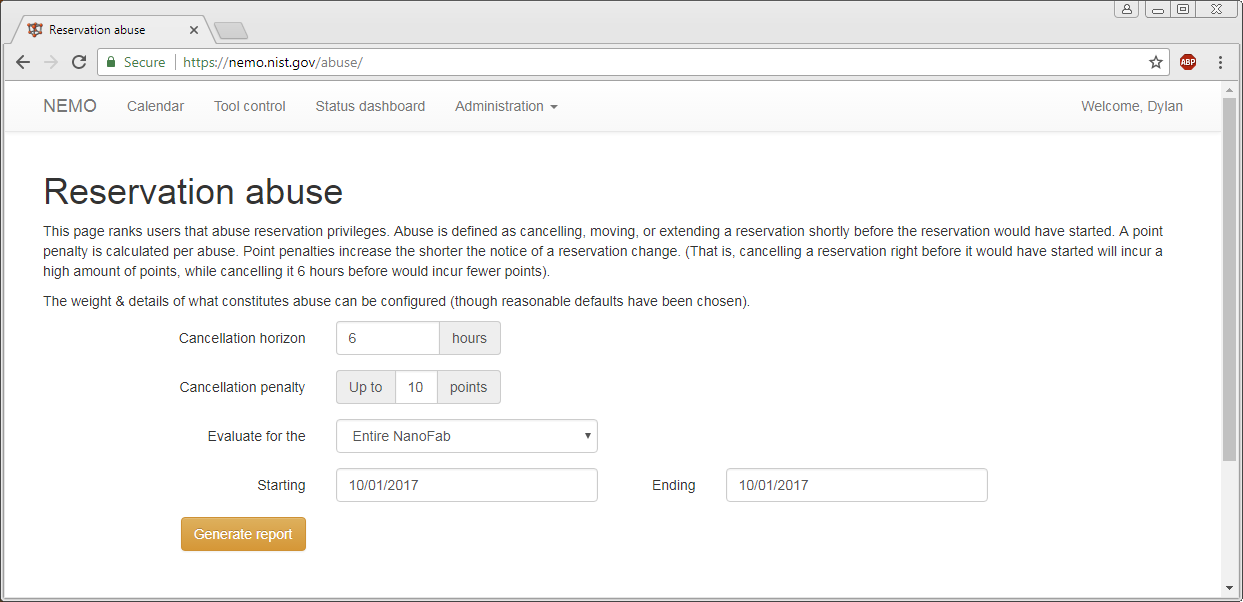 Reservation abuse
Secure https://nemo.nist.gov/abuse/
ABP
NEMO Calendar Tool control Status dashboard Administration Welcome, Dylan
Reservation abuse
This page ranks users that abuse reservation privileges. Abuse is defined as cancelling, moving, or extending a reservation shortly before the reservation would have started. A point
penalty is calculated per abuse. Point penalties increase the shorter the notice of a reservation change. (That is, cancelling a reservation right before it would have started will incur a
high amount of points, while cancelling it 6 hours before would incur fewer points).
The weight & details of what constitutes abuse can be configured (though reasonable defaults have been chosen).
Cancellation horizon 6 hours
Cancellation penalty Up to 10 points
Evaluate for the Entire NanoFab
Starting 10/01/2017 Ending 10/01/2017
Generate report